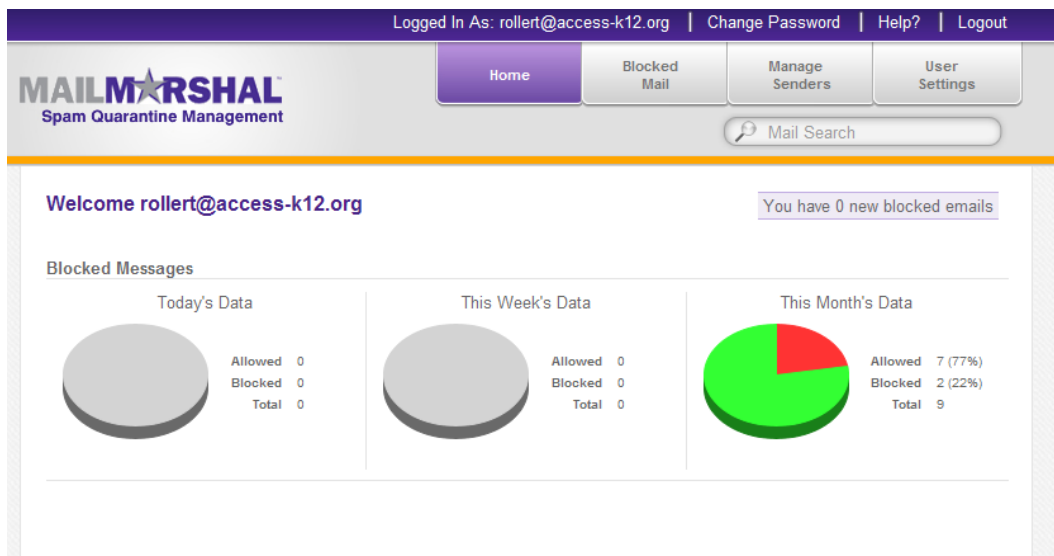 Logged In As: rollert@access-k12.org | Change Password | Help? | Logout
MAILMARSHAL
Spam Quarantine Management
Home
Blocked Mail
Manage Senders
User Settings
Mail Search
Welcome rollert@access-k12.org
You have 0 new blocked emails
Blocked Messages
Today's Data
Allowed 0
Blocked 0
Total 0
This Week's Data
Allowed 0
Blocked 0
Total 0
This Month's Data
Allowed 7 (77%)
Blocked 2 (22%)
Total 9